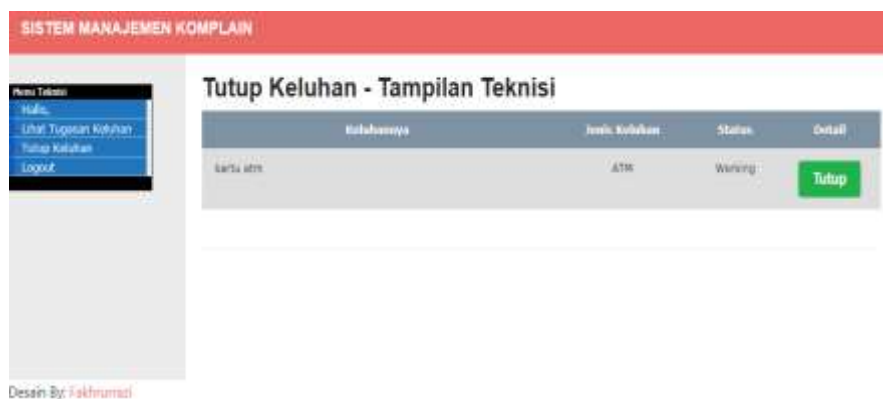 SISTEM MANAJEMEN KOMPLAIN
Menu Teknisi
Hallo,
Lihat Tugasan Keluhan
Tutup Keluhan
Logout
Tutup Keluhan - Tampilan Teknisi
Keluhannya Jenis Keluhan Status Detail
kartu atm ATM Working Tutup
Desain By: Fakhrurrazi